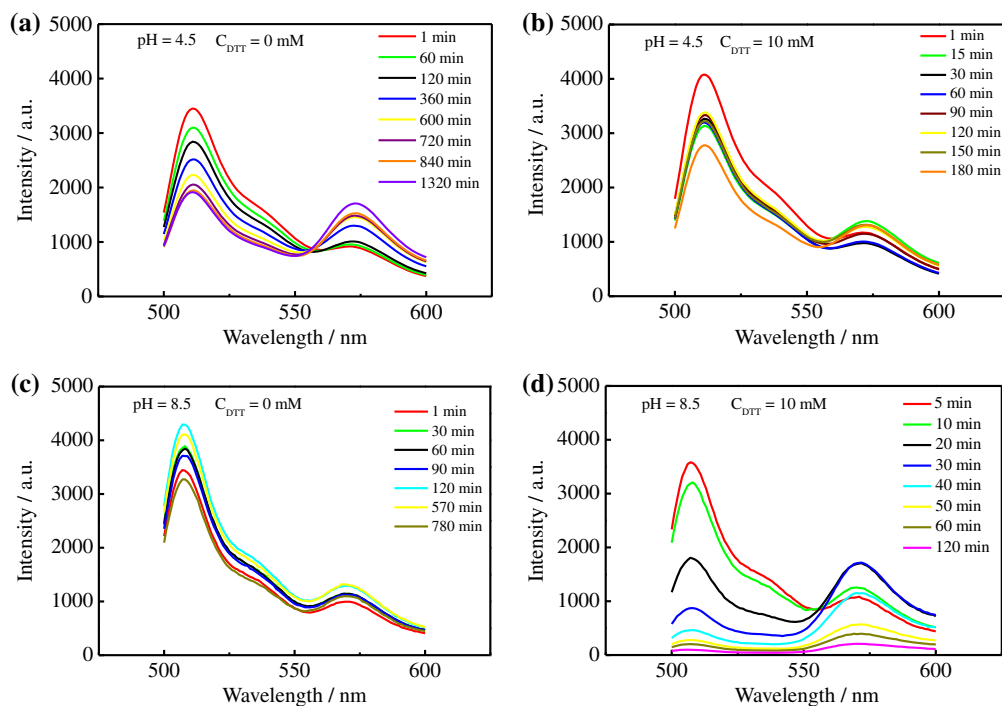 (a)
pH = 4.5 C_DTT = 0 mM
1 min
60 min
120 min
360 min
600 min
720 min
840 min
1320 min
5000
4000
3000
2000
1000
0
Intensity / a.u.
500 550 600
Wavelength / nm
(b)
pH = 4.5 C_DTT = 10 mM
1 min
15 min
30 min
60 min
90 min
120 min
150 min
180 min
5000
4000
3000
2000
1000
0
Intensity / a.u.
500 550 600
Wavelength / nm
(c)
pH = 8.5 C_DTT = 0 mM
1 min
30 min
60 min
90 min
120 min
570 min
780 min
5000
4000
3000
2000
1000
0
Intensity / a.u.
500 550 600
Wavelength / nm
(d)
pH = 8.5 C_DTT = 10 mM
5 min
10 min
20 min
30 min
40 min
50 min
60 min
120 min
5000
4000
3000
2000
1000
0
Intensity / a.u.
500 550 600
Wavelength / nm